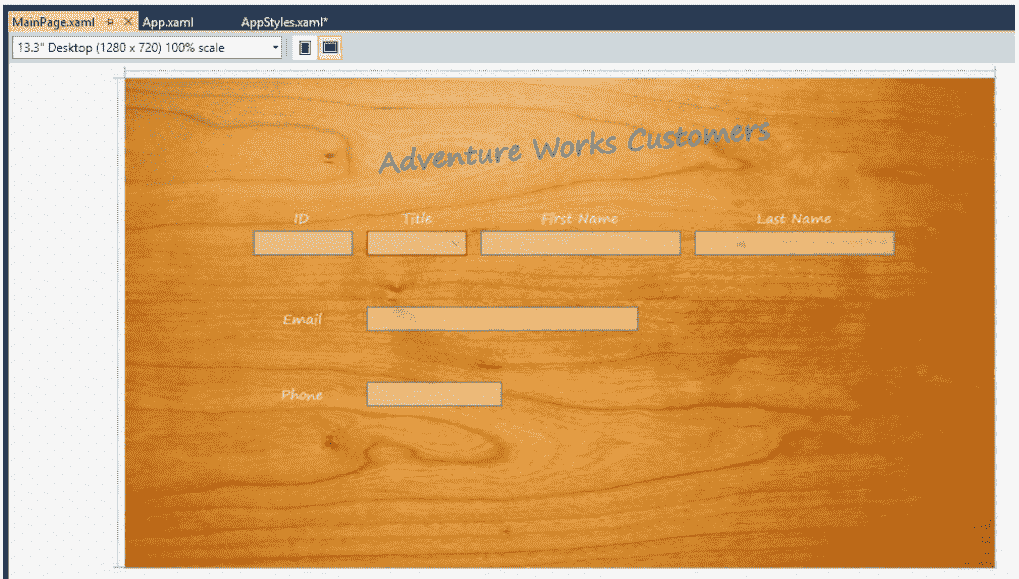 MainPage.xaml App.xaml AppStyles.xaml*
13.3" Desktop (1280 x 720) 100% scale
Adventure Works Customers
ID Title First Name Last Name
Email
Phone